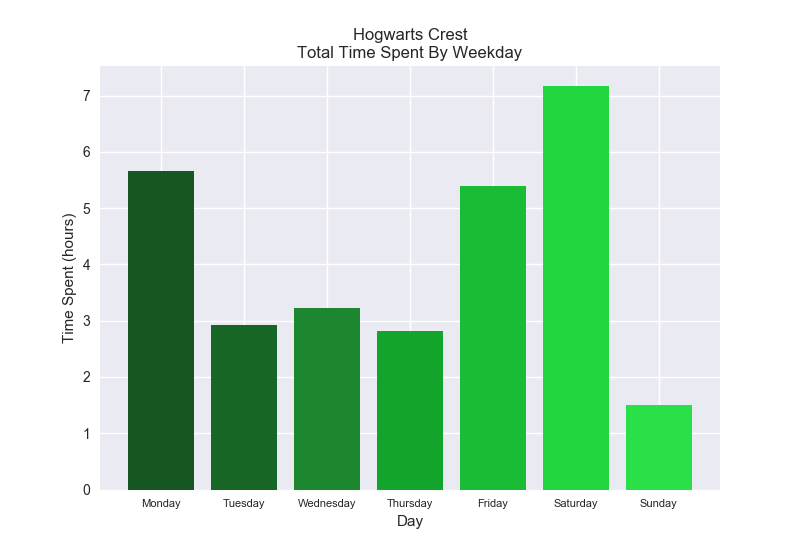 Hogwarts Crest
Total Time Spent By Weekday
Time Spent (hours)
7
6
5
4
3
2
1
0
Monday Tuesday Wednesday Thursday Friday Saturday Sunday
Day